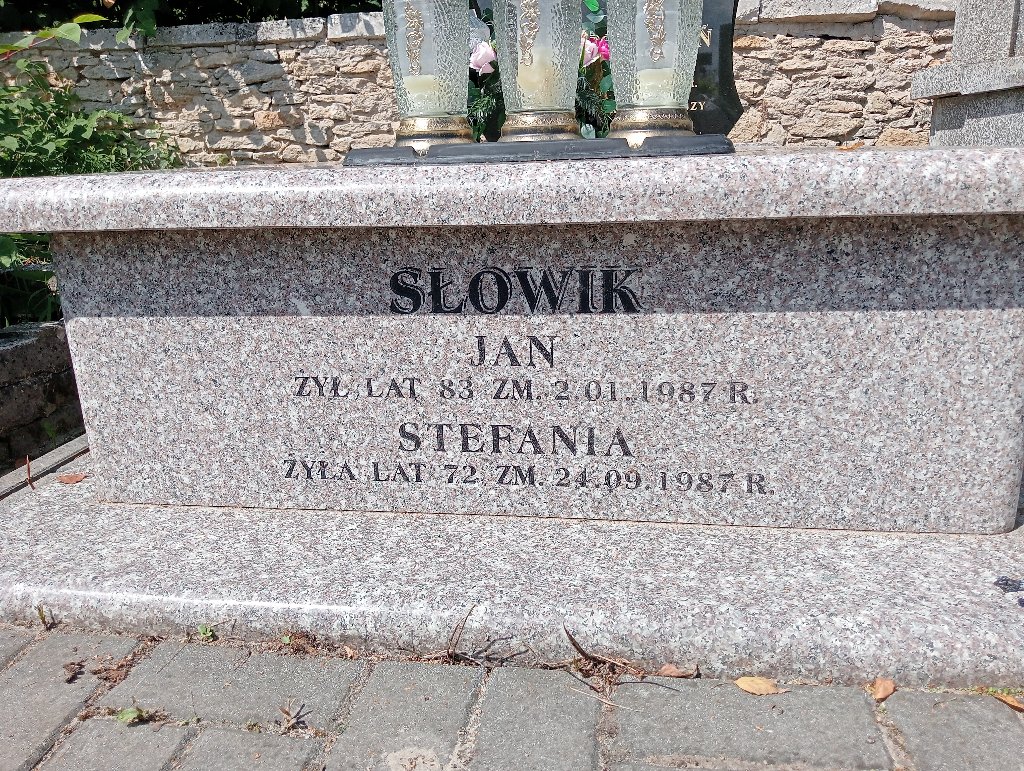 SŁOWIK
JAN
ŻYŁ LAT 83 ZM. 2.01.1987 R.
STEFANIA
ŻYŁA LAT 72 ZM. 24.09.1987 R.